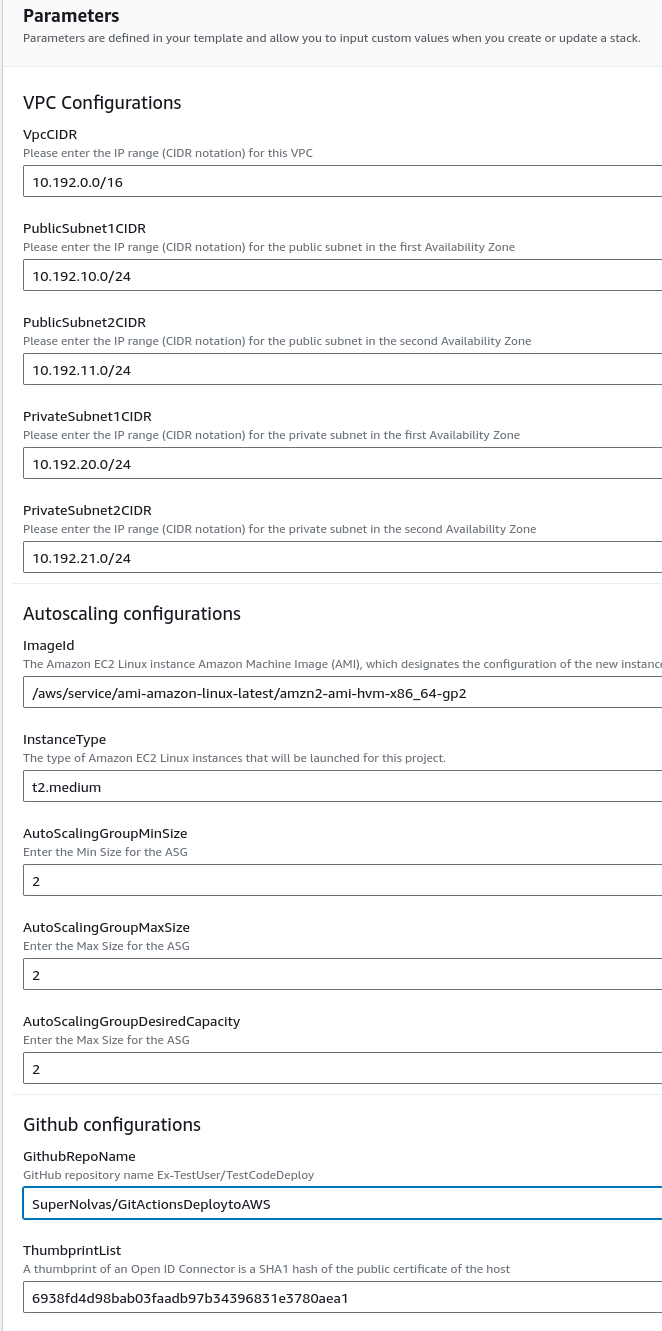 Parameters
Parameters are defined in your template and allow you to input custom values when you create or update a stack.
VPC Configurations
VpcCIDR
Please enter the IP range (CIDR notation) for this VPC
10.192.0.0/16
PublicSubnet1CIDR
Please enter the IP range (CIDR notation) for the public subnet in the first Availability Zone
10.192.10.0/24
PublicSubnet2CIDR
Please enter the IP range (CIDR notation) for the public subnet in the second Availability Zone
10.192.11.0/24
PrivateSubnet1CIDR
Please enter the IP range (CIDR notation) for the private subnet in the first Availability Zone
10.192.20.0/24
PrivateSubnet2CIDR
Please enter the IP range (CIDR notation) for the private subnet in the second Availability Zone
10.192.21.0/24
Autoscaling configurations
ImageId
The Amazon EC2 Linux instance Amazon Machine Image (AMI), which designates the configuration of the new instanc
/aws/service/ami-amazon-linux-latest/amzn2-ami-hvm-x86_64-gp2
InstanceType
The type of Amazon EC2 Linux instances that will be launched for this project.
t2.medium
AutoScalingGroupMinSize
Enter the Min Size for the ASG
2
AutoScalingGroupMaxSize
Enter the Max Size for the ASG
2
AutoScalingGroupDesiredCapacity
Enter the Max Size for the ASG
2
Github configurations
GithubRepoName
GitHub repository name Ex-TestUser/TestCodeDeploy
SuperNolvas/GitActionsDeploytoAWS
ThumbprintList
A thumbprint of an Open ID Connector is a SHA1 hash of the public certificate of the host
6938fd4d98bab03faadb97b34396831e3780aea1